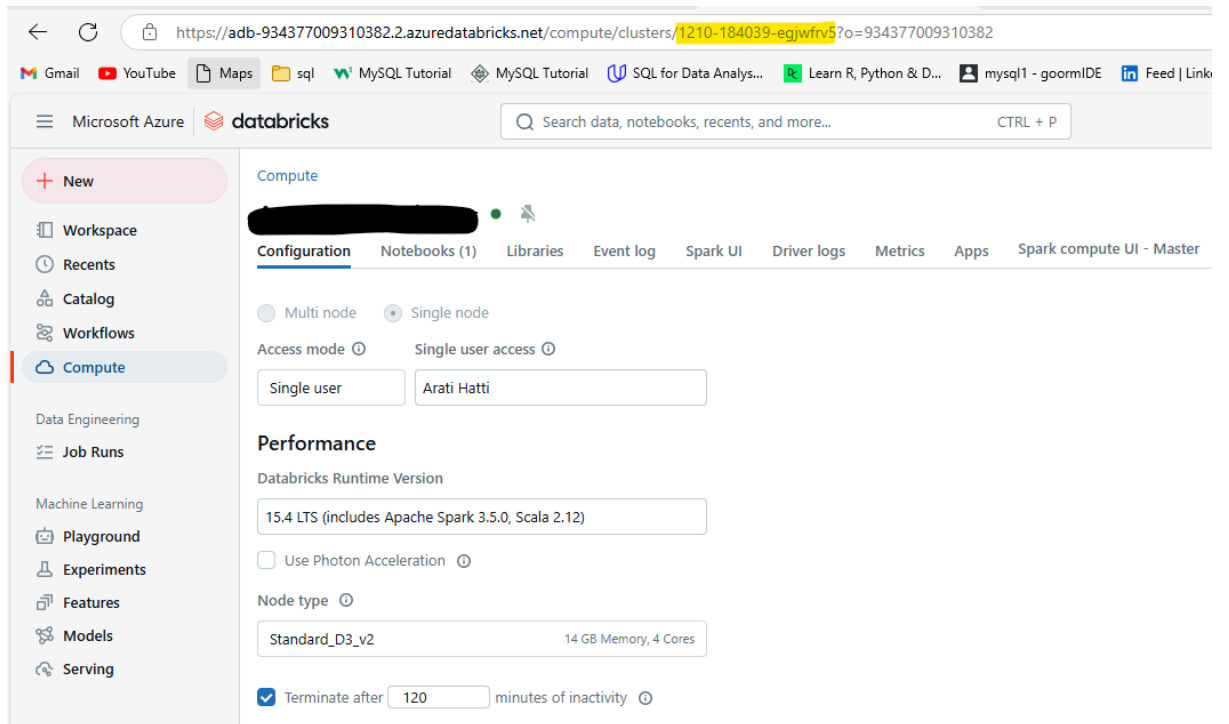 https://adb-934377009310382.2.azuredatabricks.net/compute/clusters/1210-184039-egjwfrv5?o=934377009310382
Gmail YouTube Maps sql MySQL Tutorial MySQL Tutorial SQL for Data Analys... Learn R, Python & D... mysql1 - goormIDE Feed | Link
Microsoft Azure databricks Search data, notebooks, recents, and more... CTRL + P
New
Workspace
Recents
Catalog
Workflows
Compute
Data Engineering
Job Runs
Machine Learning
Playground
Experiments
Features
Models
Serving
Compute
Configuration Notebooks (1) Libraries Event log Spark UI Driver logs Metrics Apps Spark compute UI - Master
Multi node Single node
Access mode Single user access
Single user Arati Hatti
Performance
Databricks Runtime Version
15.4 LTS (includes Apache Spark 3.5.0, Scala 2.12)
Use Photon Acceleration
Node type
Standard_D3_v2 14 GB Memory, 4 Cores
Terminate after 120 minutes of inactivity